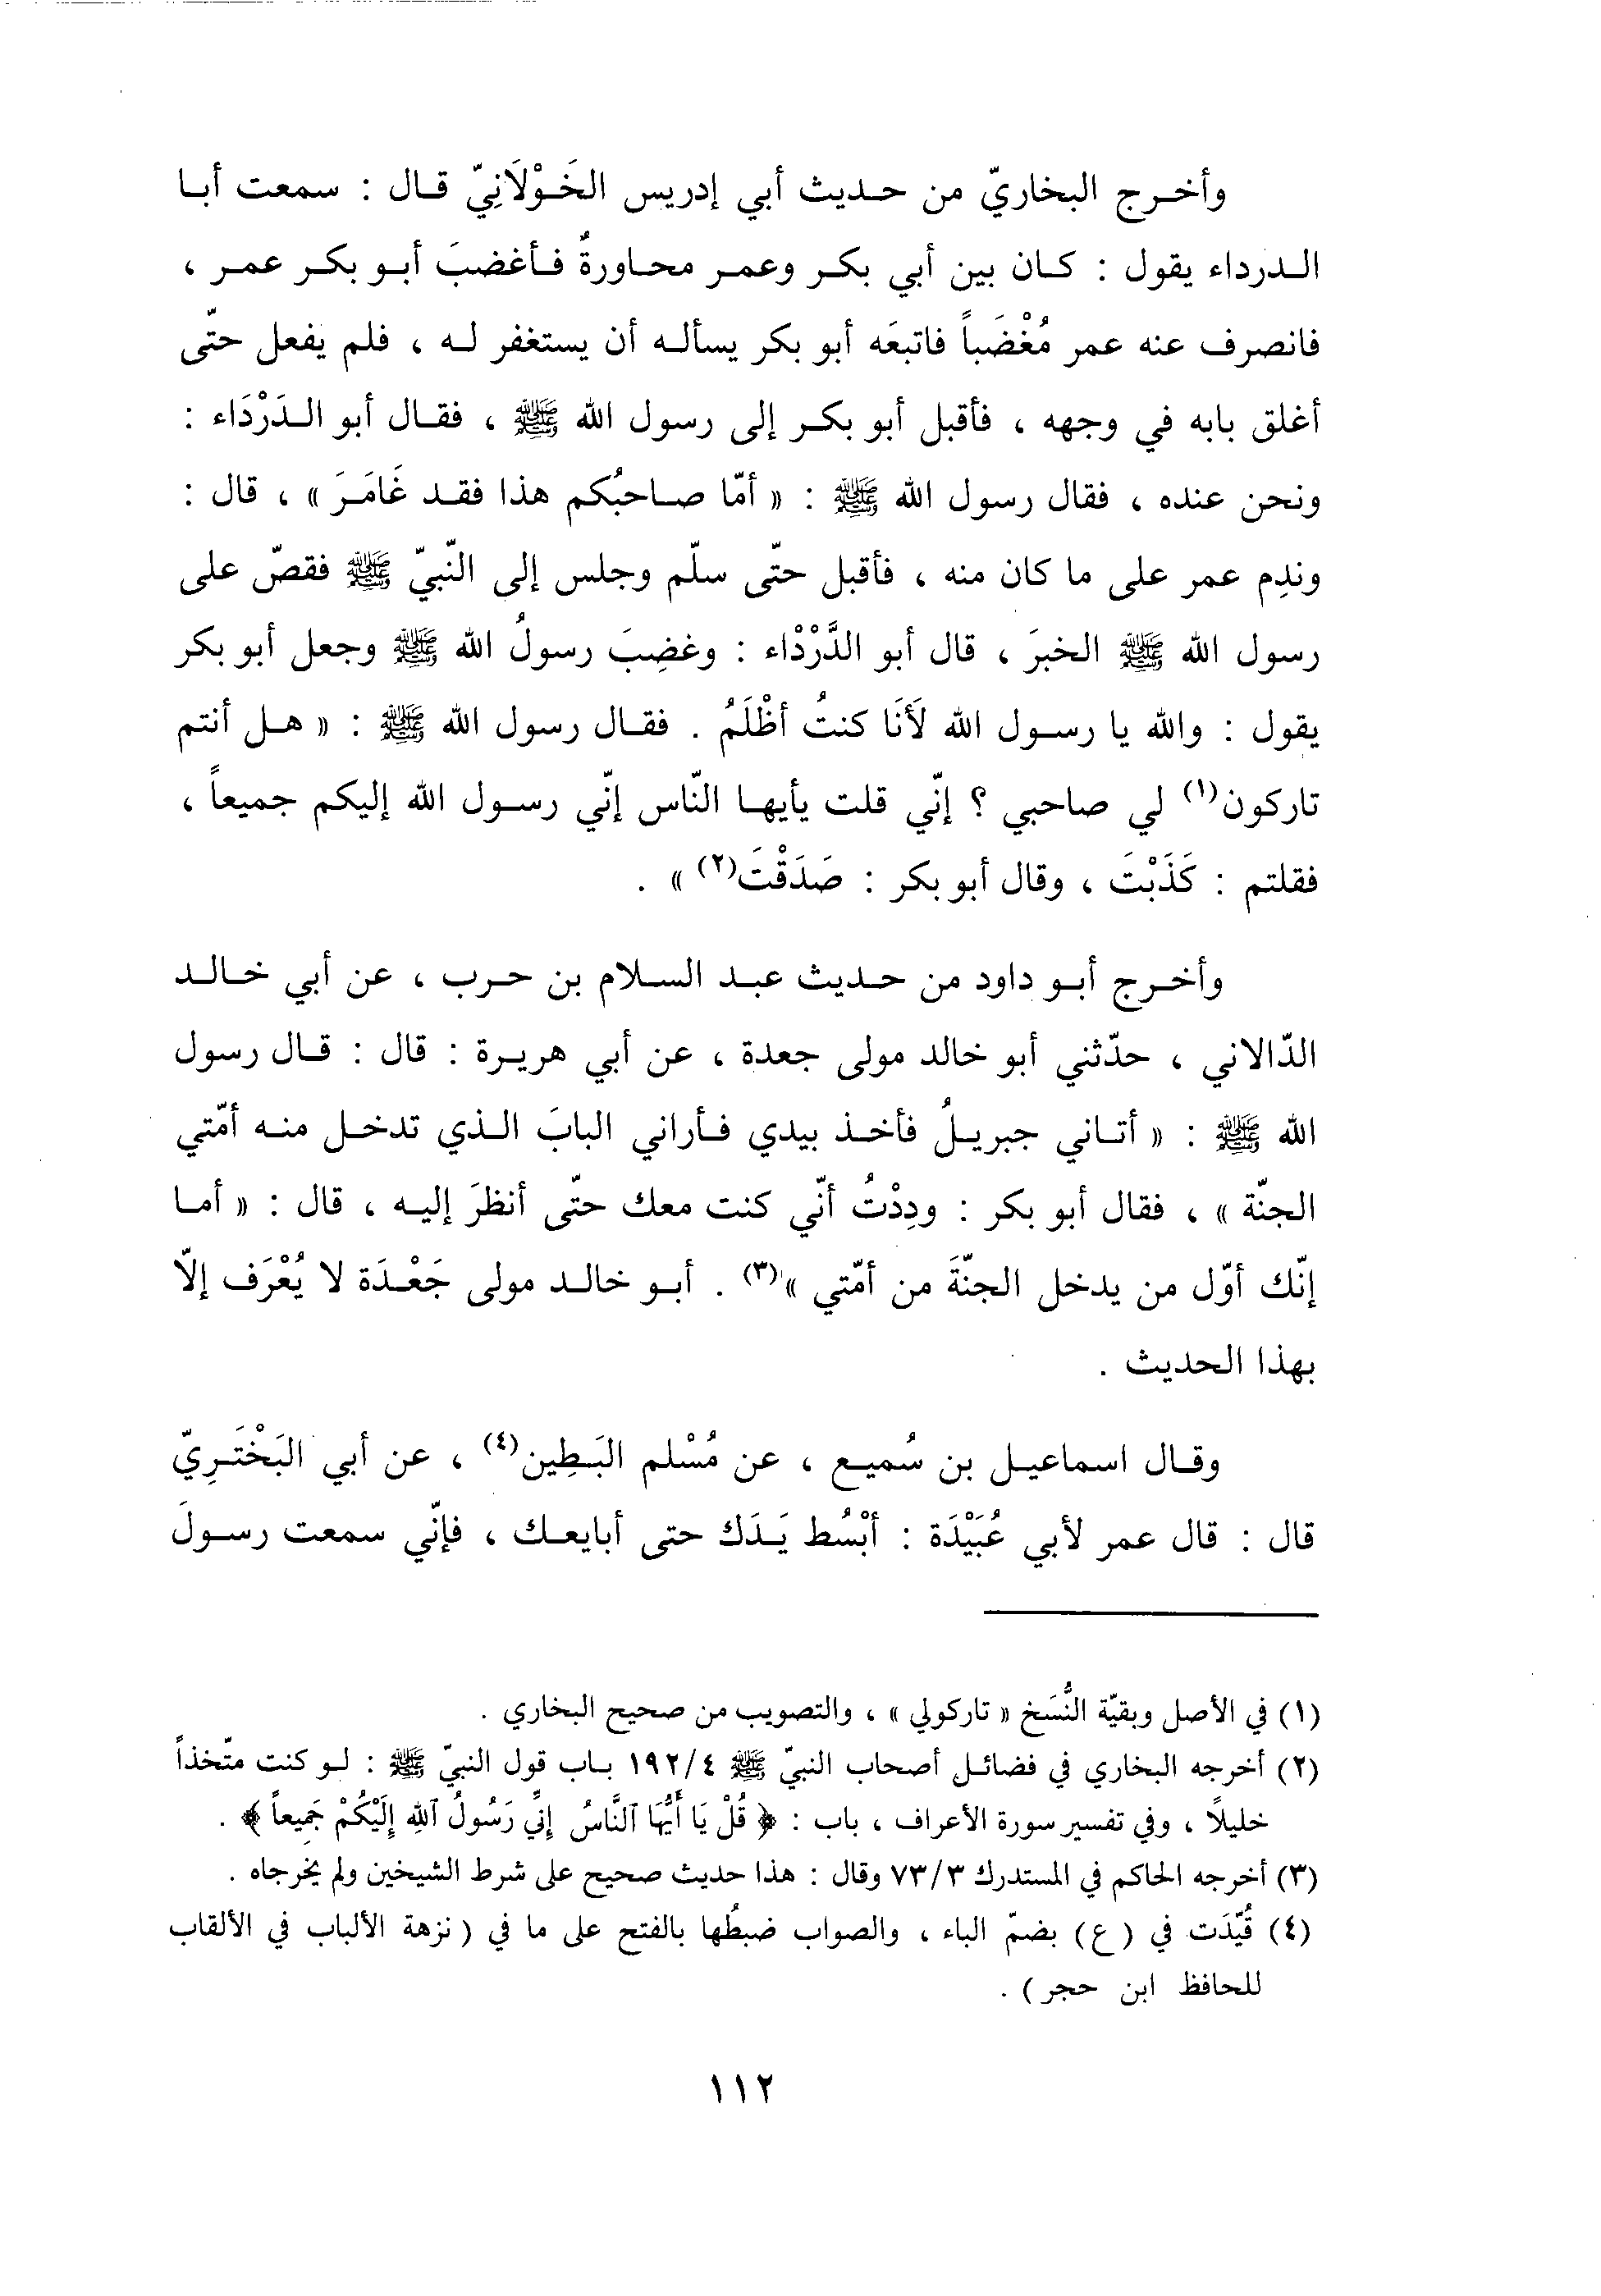 وأخرج البخاريّ من حديث أبي إدريس الخَوْلَانِيّ قال : سمعت أبا
الدرداء يقول : كان بين أبي بكر وعمر محاورةٌ فأغضبَ أبو بكر عمر ،
فانصرف عنه عمر مُغْضَباً فاتبعَه أبو بكر يسأله أن يستغفر له ، فلم يفعل حتّى
أغلق بابه في وجهه ، فأقبل أبو بكر إلى رسول الله ﷺ ، فقال أبو الدَرْدَاء :
ونحن عنده ، فقال رسول الله ﷺ : « أمّا صاحبُكم هذا فقد غَامَرَ » ، قال :
وندِم عمر على ما كان منه ، فأقبل حتّى سلّم وجلس إلى النّبيّ ﷺ فقصّ على
رسول الله ﷺ الخبرَ ، قال أبو الدَّرْدْاء : وغضِبَ رسولُ الله ﷺ وجعل أبو بكر
يقول : والله يا رسول الله لَأَنَا كنتُ أظْلَمُ . فقال رسول الله ﷺ : « هل أنتم
تاركون(١) لي صاحبي ؟ إنّي قلت يأيها النّاس إنّي رسول الله إليكم جميعاً ،
فقلتم : كَذَبْتَ ، وقال أبو بكر : صَدَقْتَ(٢) » .
وأخرج أبو داود من حديث عبد السلام بن حرب ، عن أبي خالد
الدّالاني ، حدّثني أبو خالد مولى جعدة ، عن أبي هريرة : قال : قال رسول
الله ﷺ : « أتاني جبريلُ فأخذ بيدي فأراني البابَ الذي تدخل منه أمّتي
الجنّة » ، فقال أبو بكر : ودِدْتُ أنّي كنت معك حتّى أنظرَ إليه ، قال : « أما
إنّك أوّل من يدخل الجنّةَ من أمّتي »(٣) . أبو خالد مولى جَعْدَة لا يُعْرَف إلّا
بهذا الحديث .
وقال اسماعيل بن سُميع ، عن مُسْلم البَطِين(٤) ، عن أبي البَخْتَرِيّ
قال : قال عمر لأبي عُبَيْدَة : أبْسُط يَدَك حتى أبايعك ، فإنّي سمعت رسولَ
(١) في الأصل وبقيّة النُّسَخ « تاركولي » ، والتصويب من صحيح البخاري .
(٢) أخرجه البخاري في فضائل أصحاب النبيّ ﷺ ١٩٢/٤ باب قول النبيّ ﷺ : لو كنت متّخذاً
خليلًا ، وفي تفسير سورة الأعراف ، باب : ﴿ قُلْ يَا أَيُّهَا ٱلنَّاسُ إِنِّي رَسُولُ ٱللهِ إِلَيْكُمْ جَمِيعاً ﴾ .
(٣) أخرجه الحاكم في المستدرك ٧٣/٣ وقال : هذا حديث صحيح على شرط الشيخين ولم يخرجاه .
(٤) قُيّدَت في (ع) بضمّ الباء ، والصواب ضبطُها بالفتح على ما في (نزهة الألباب في الألقاب
للحافظ ابن حجر) .
١١٢